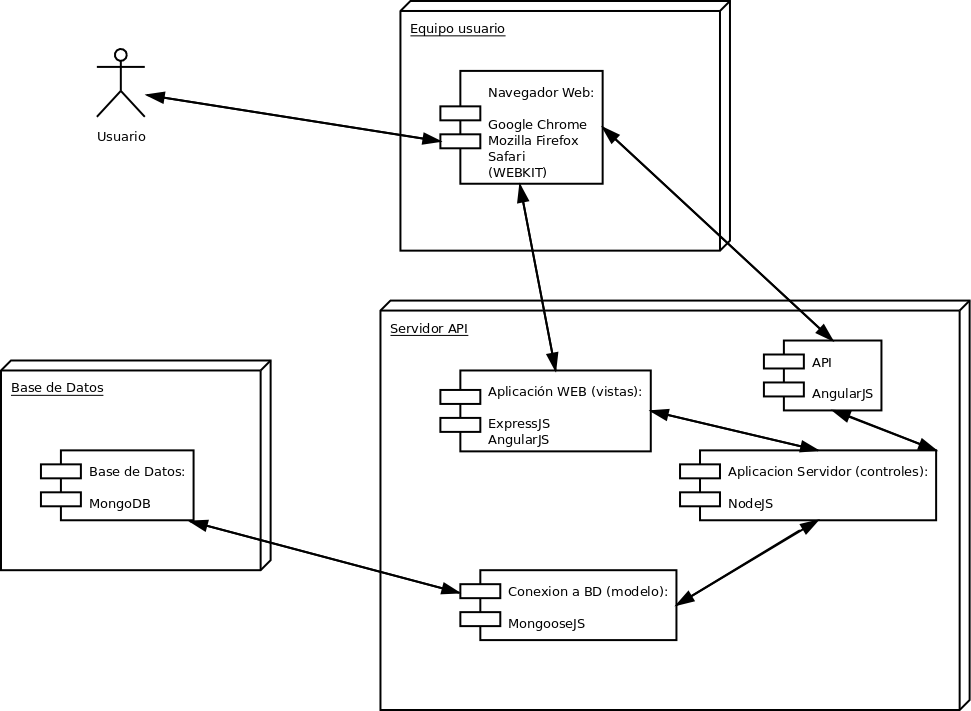 Equipo usuario
Navegador Web:
Google Chrome
Mozilla Firefox
Safari
(WEBKIT)
Usuario
Servidor API
API
AngularJS
Aplicación WEB (vistas):
ExpressJS
AngularJS
Base de Datos
Base de Datos:
MongoDB
Aplicacion Servidor (controles):
NodeJS
Conexion a BD (modelo):
MongooseJS